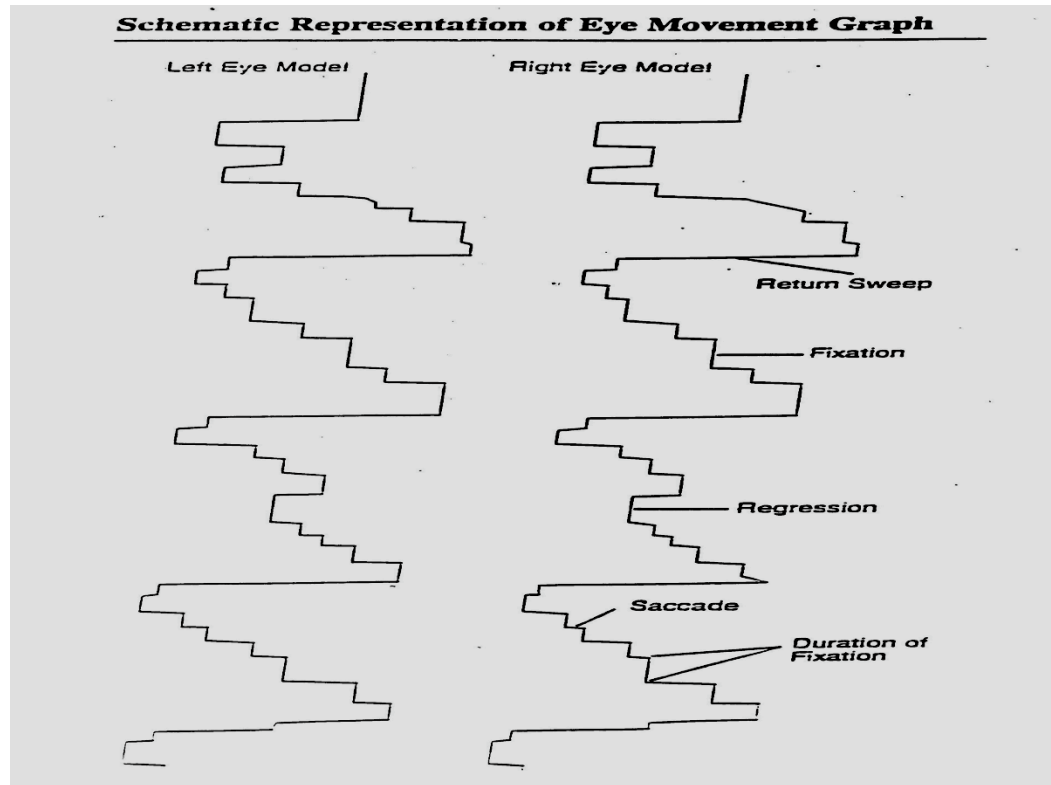 Schematic Representation of Eye Movement Graph
Left Eye Model
Right Eye Model
Return Sweep
Fixation
Regression
Saccade
Duration of
Fixation